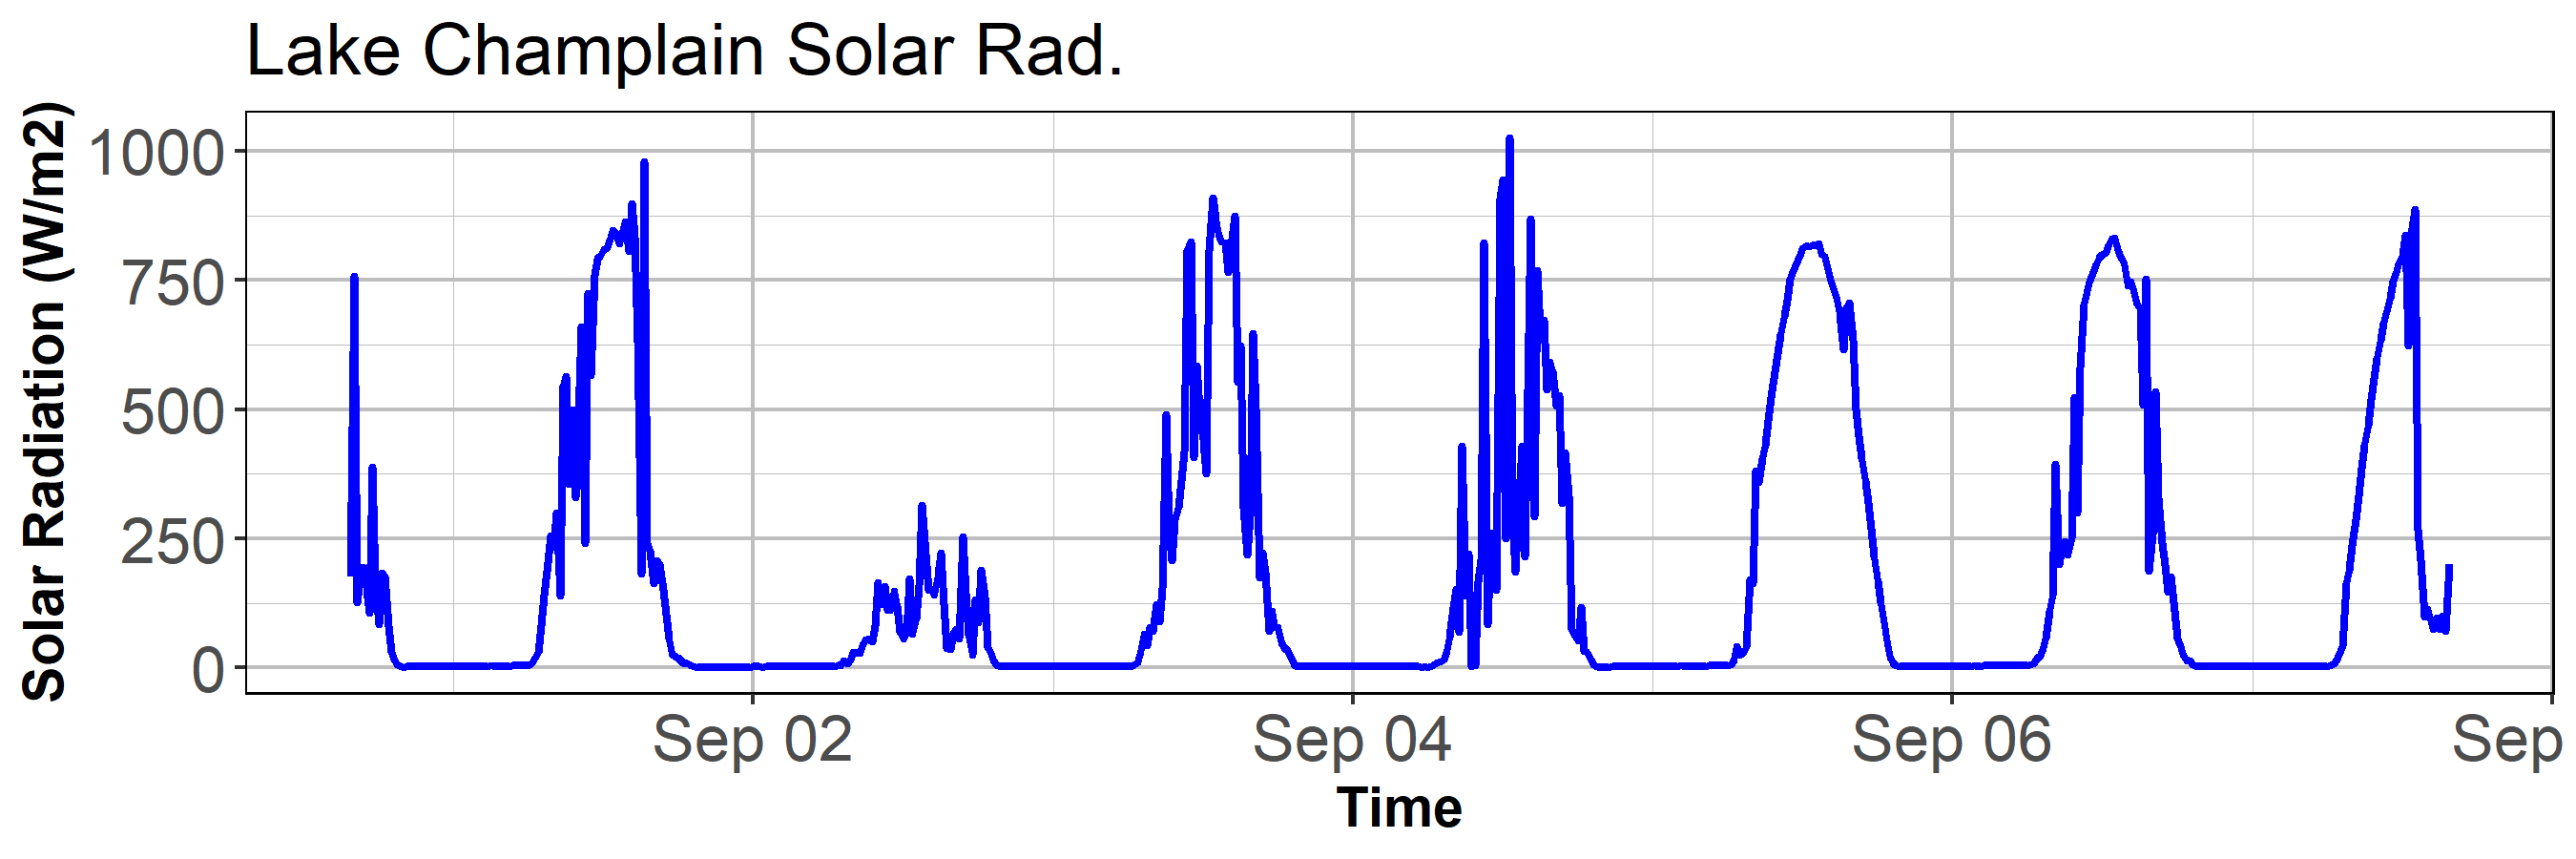 Lake Champlain Solar Rad.
Solar Radiation (W/m2)
1000
750
500
250
0
Sep 02 Sep 04 Sep 06 Sep
Time